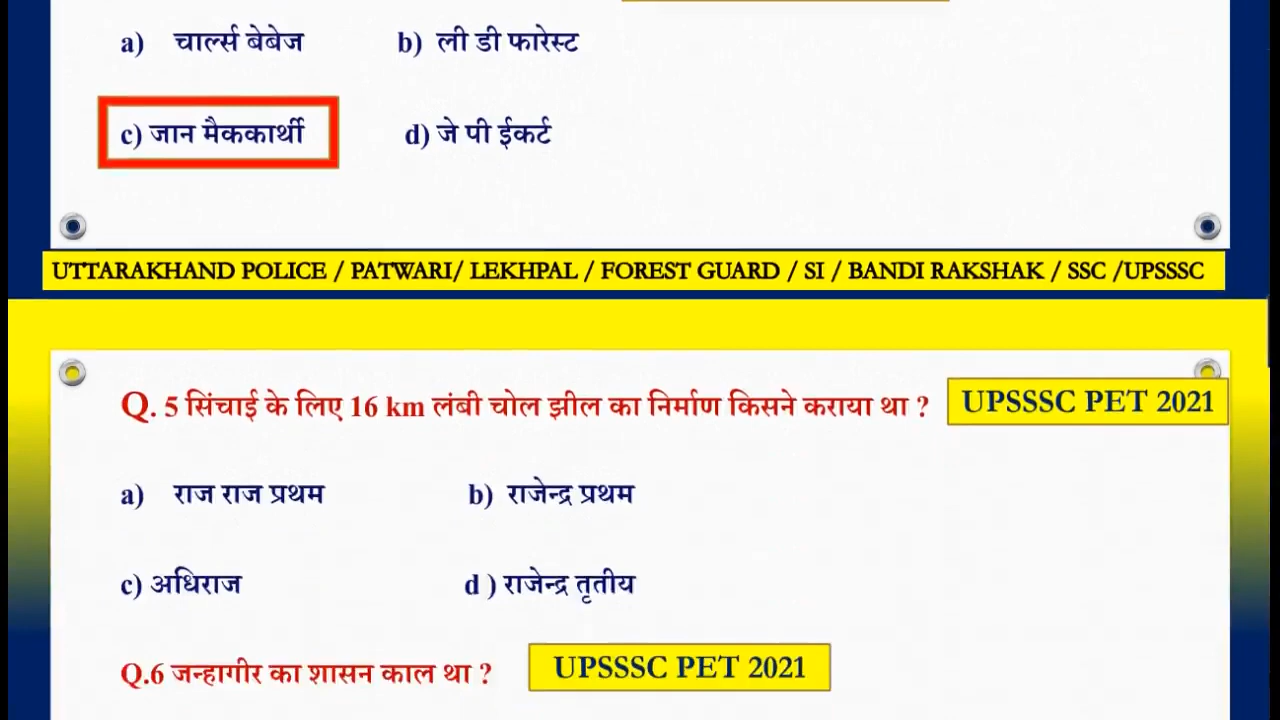 a) चार्ल्स बेबेज b) ली डी फारेस्ट
c) जान मैककार्थी d) जे पी ईकर्ट
UTTARAKHAND POLICE / PATWARI/ LEKHPAL / FOREST GUARD / SI / BANDI RAKSHAK / SSC /UPSSSC
Q. 5 सिंचाई के लिए 16 km लंबी चोल झील का निर्माण किसने कराया था ? UPSSSC PET 2021
a) राज राज प्रथम b) राजेन्द्र प्रथम
c) अधिराज d ) राजेन्द्र तृतीय
Q.6 जन्हागीर का शासन काल था ? UPSSSC PET 2021